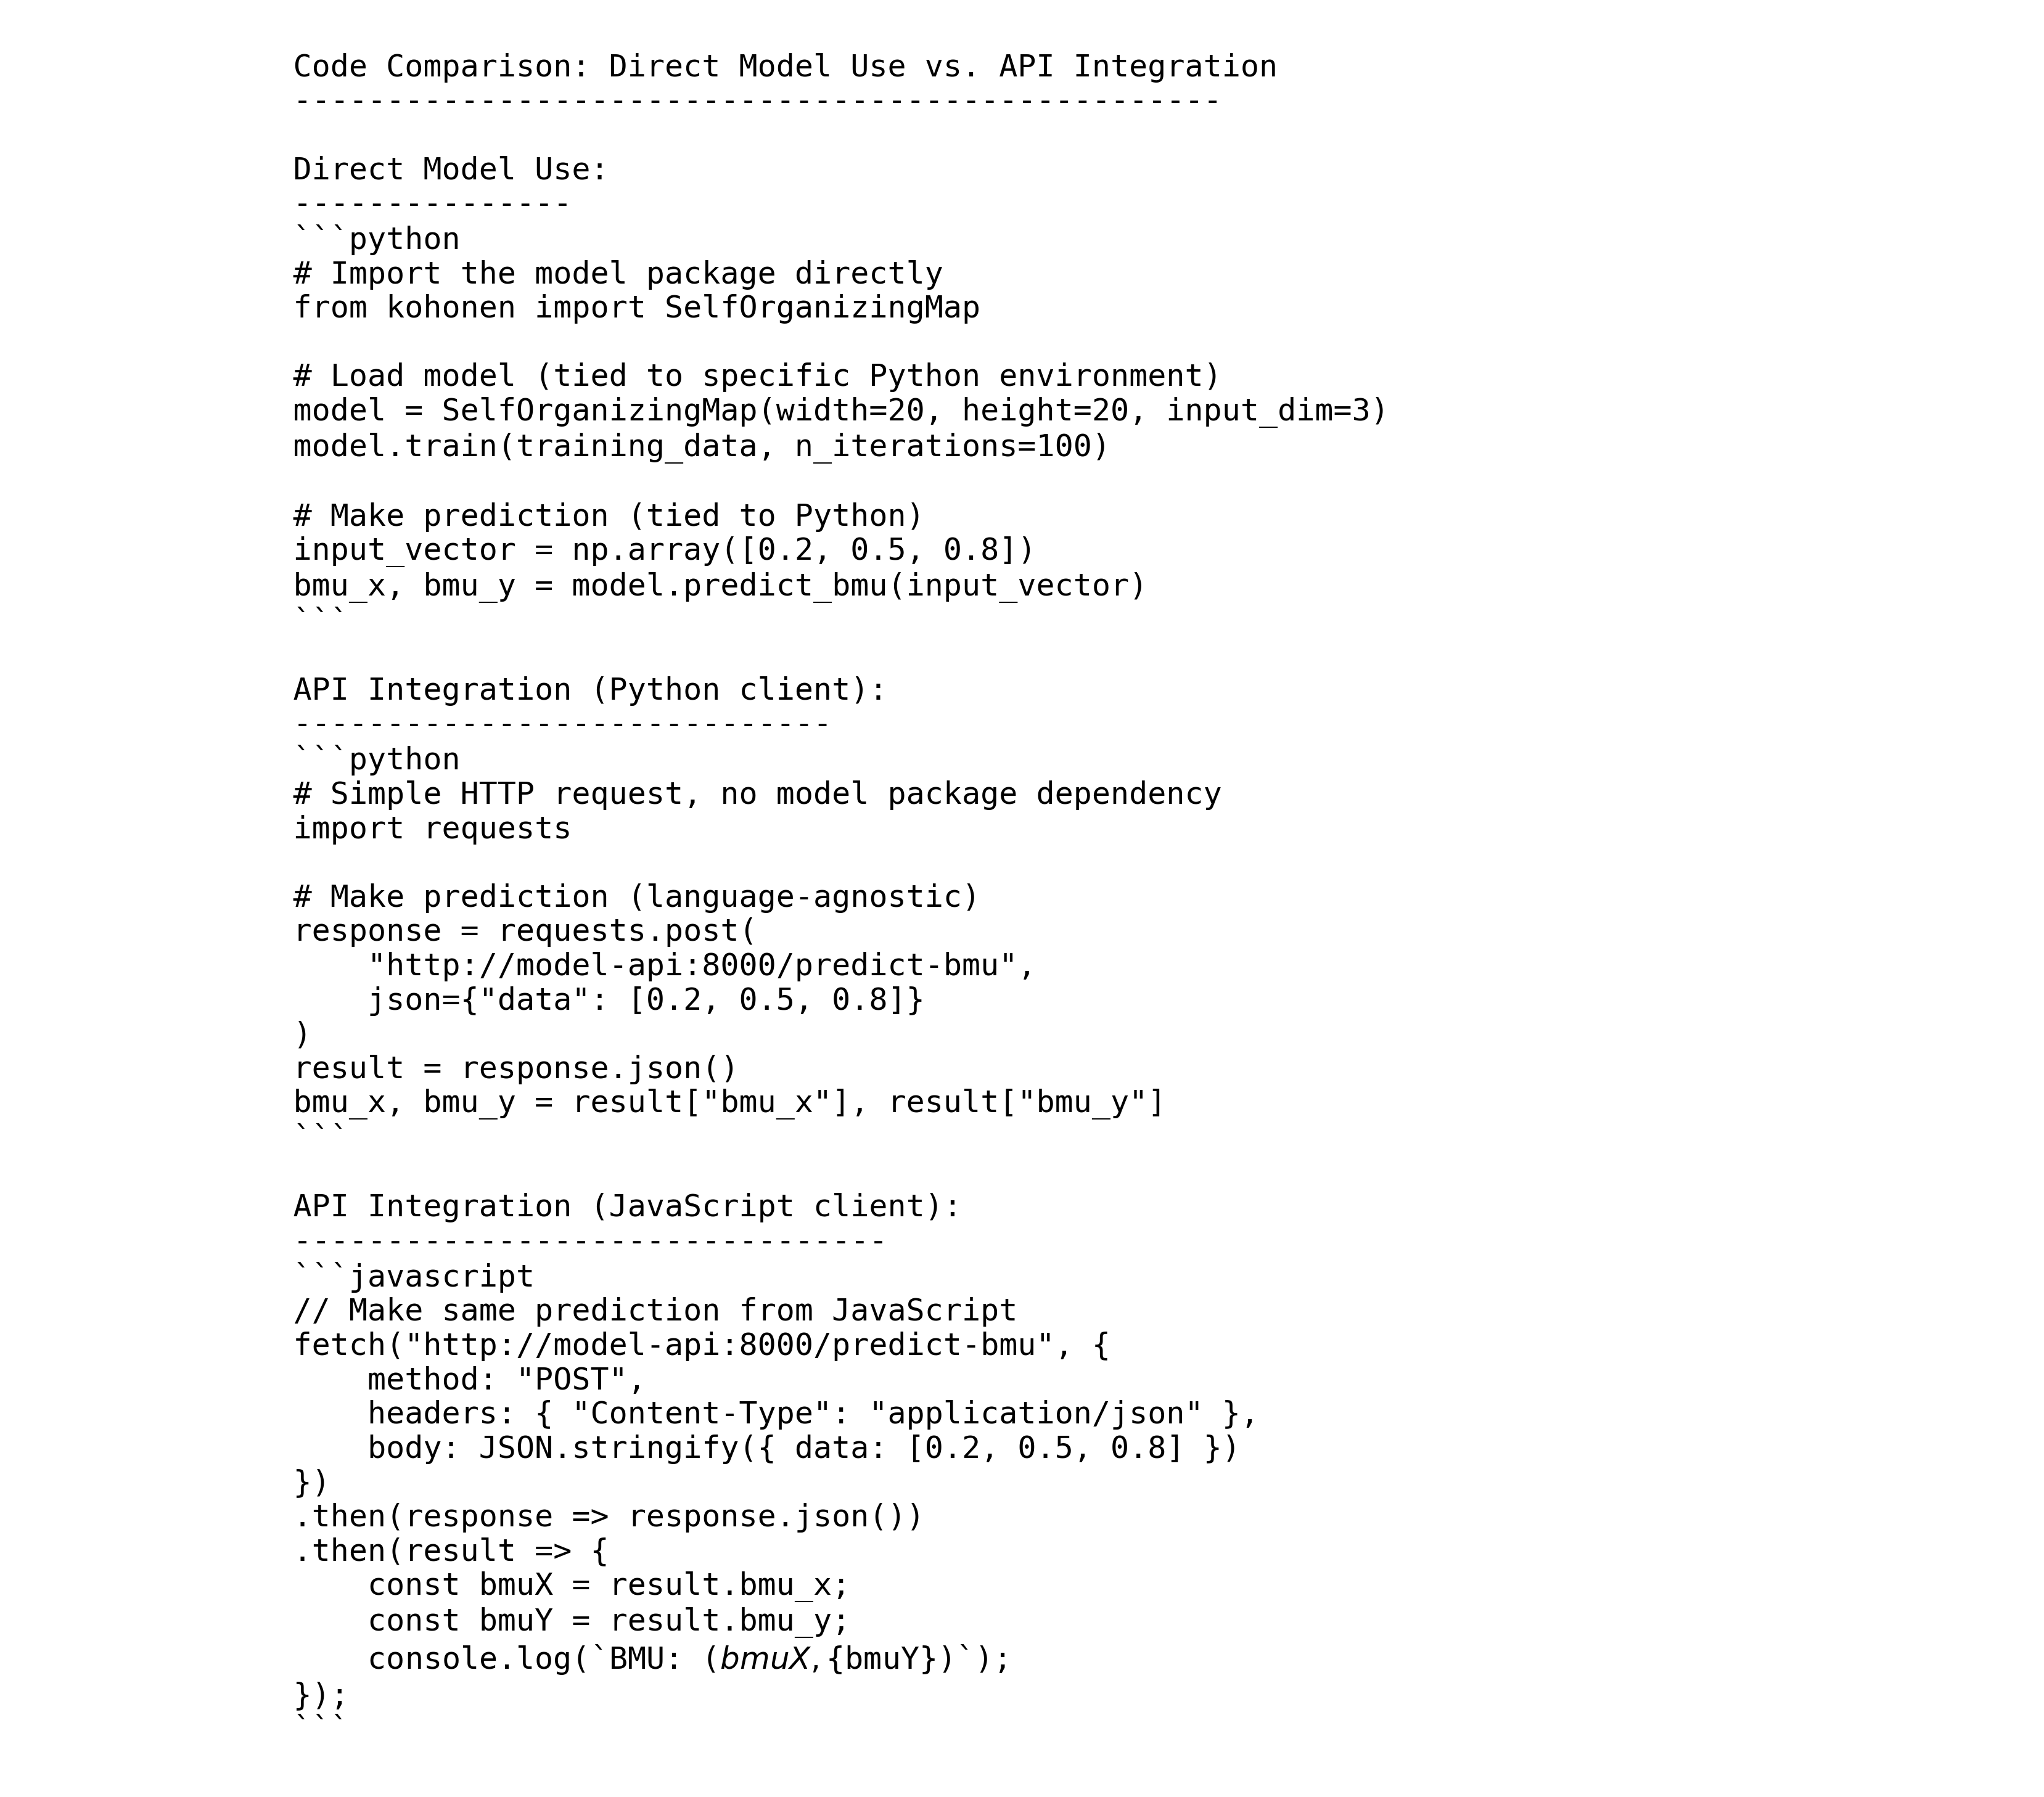 Code Comparison: Direct Model Use vs. API Integration
--------------------------------------------------
Direct Model Use:
---------------
```python
# Import the model package directly
from kohonen import SelfOrganizingMap
# Load model (tied to specific Python environment)
model = SelfOrganizingMap(width=20, height=20, input_dim=3)
model.train(training_data, n_iterations=100)
# Make prediction (tied to Python)
input_vector = np.array([0.2, 0.5, 0.8])
bmu_x, bmu_y = model.predict_bmu(input_vector)
```
API Integration (Python client):
-----------------------------
```python
# Simple HTTP request, no model package dependency
import requests
# Make prediction (language-agnostic)
response = requests.post(
    "http://model-api:8000/predict-bmu",
    json={"data": [0.2, 0.5, 0.8]}
)
result = response.json()
bmu_x, bmu_y = result["bmu_x"], result["bmu_y"]
```
API Integration (JavaScript client):
--------------------------------
```javascript
// Make same prediction from JavaScript
fetch("http://model-api:8000/predict-bmu", {
    method: "POST",
    headers: { "Content-Type": "application/json" },
    body: JSON.stringify({ data: [0.2, 0.5, 0.8] })
})
.then(response => response.json())
.then(result => {
    const bmuX = result.bmu_x;
    const bmuY = result.bmu_y;
    console.log(`BMU: (bmuX,{bmuY})`);
});
```